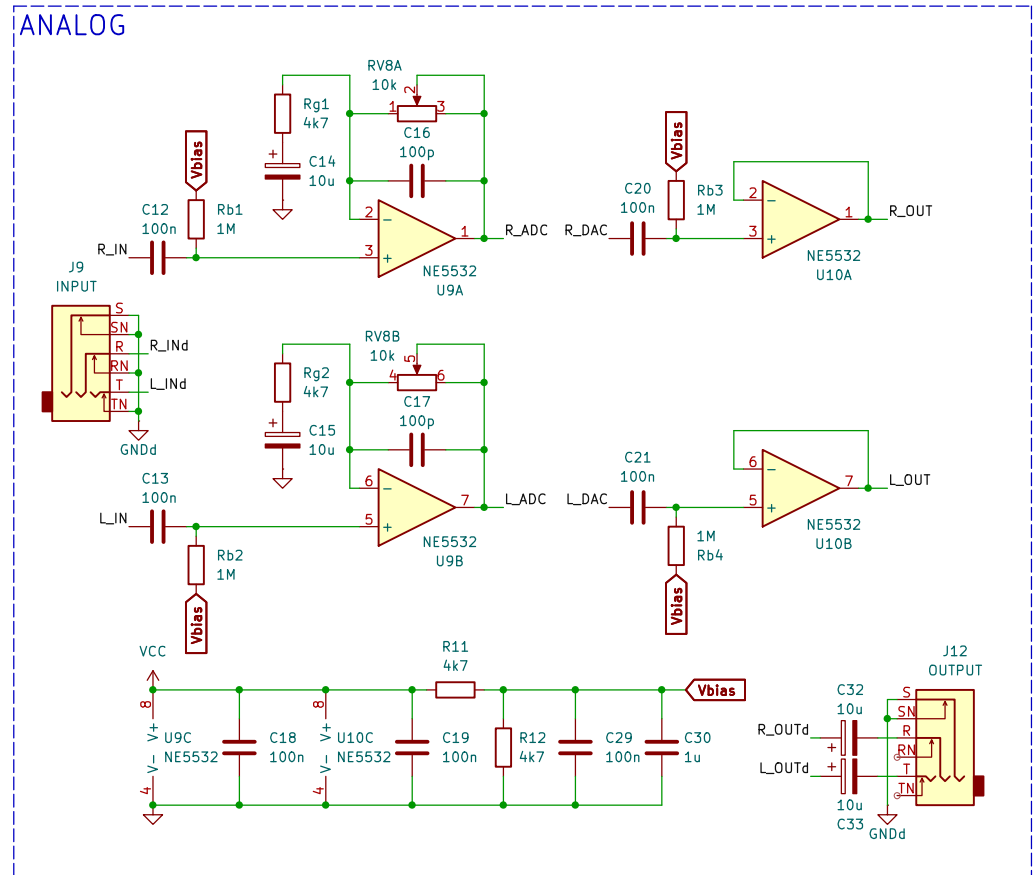 ANALOG
RV8A
10k
1
2
3
Rg1
4k7
C16
100p
C14
10u
+
Vbias
C12
100n
Rb1
1M
R_IN
2
3
−
+
1
R_ADC
NE5532
U9A
Vbias
C20
100n
Rb3
1M
R_DAC
2
3
−
+
1
R_OUT
NE5532
U10A
J9
INPUT
S
SN
R
RN
T
TN
R_INd
L_INd
GNDd
RV8B
10k
4
5
6
Rg2
4k7
C17
100p
C15
10u
+
C13
100n
L_IN
Rb2
1M
Vbias
6
5
−
+
7
L_ADC
NE5532
U9B
C21
100n
L_DAC
1M
Rb4
Vbias
6
5
−
+
7
L_OUT
NE5532
U10B
VCC
8
V+
U9C
NE5532
V−
4
C18
100n
8
V+
U10C
NE5532
V−
4
C19
100n
R11
4k7
R12
4k7
C29
100n
C30
1u
Vbias
J12
OUTPUT
C32
10u
R_OUTd
+
L_OUTd
+
10u
C33
S
SN
R
RN
T
TN
GNDd